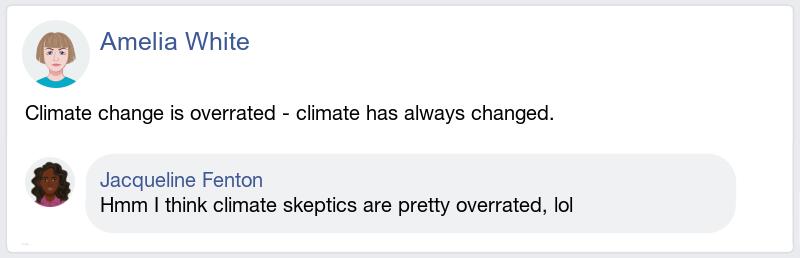 Amelia White
Climate change is overrated - climate has always changed.
Jacqueline Fenton
Hmm I think climate skeptics are pretty overrated, lol